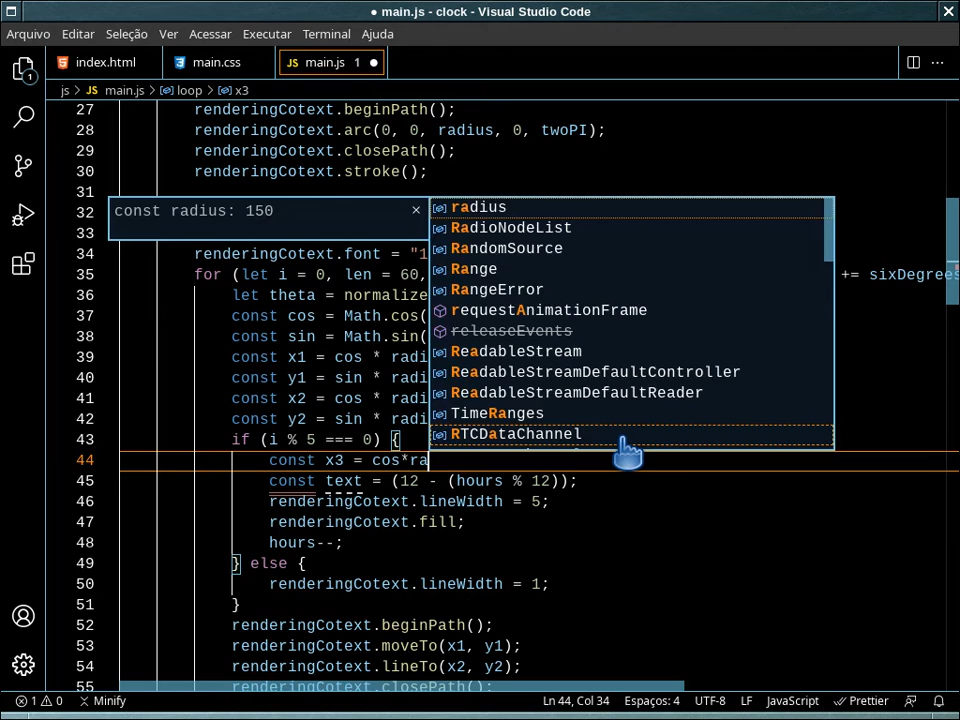 ● main.js - clock - Visual Studio Code
Arquivo Editar Seleção Ver Acessar Executar Terminal Ajuda
index.html main.css JS main.js 1 ●
js > JS main.js > loop > x3
27 renderingCotext.beginPath();
28 renderingCotext.arc(0, 0, radius, 0, twoPI);
29 renderingCotext.closePath();
30 renderingCotext.stroke();
31
32
33
const radius: 150
radius
RadioNodeList
RandomSource
Range
RangeError
requestAnimationFrame
releaseEvents
ReadableStream
ReadableStreamDefaultController
ReadableStreamDefaultReader
TimeRanges
RTCDataChannel
34 renderingCotext.font = "1
35 for (let i = 0, len = 60, += sixDegrees
36 let theta = normalize
37 const cos = Math.cos(
38 const sin = Math.sin(
39 const x1 = cos * radi
40 const y1 = sin * radi
41 const x2 = cos * radi
42 const y2 = sin * radi
43 if (i % 5 === 0) {
44 const x3 = cos*ra
45 const text = (12 - (hours % 12));
46 renderingCotext.lineWidth = 5;
47 renderingCotext.fill;
48 hours--;
49 } else {
50 renderingCotext.lineWidth = 1;
51 }
52 renderingCotext.beginPath();
53 renderingCotext.moveTo(x1, y1);
54 renderingCotext.lineTo(x2, y2);
55 renderingCotext.closePath();
1 0 Minify Ln 44, Col 34 Espaços: 4 UTF-8 LF JavaScript Prettier
1